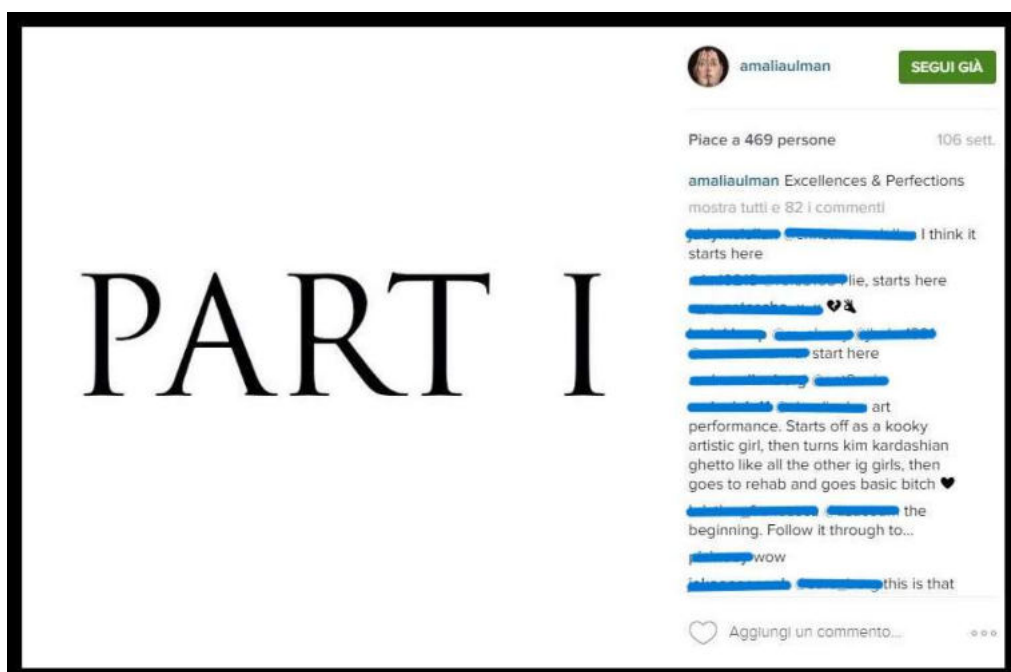 PART I
amaliaulman
SEGUI GIÀ
Piace a 469 persone
106 sett.
amaliaulman Excellences & Perfections
mostra tutti e 82 i commenti
I think it
starts here
lie, starts here
start here
art
performance. Starts off as a kooky
artistic girl, then turns kim kardashian
ghetto like all the other ig girls, then
goes to rehab and goes basic bitch
the
beginning. Follow it through to...
wow
this is that
Aggiungi un commento...